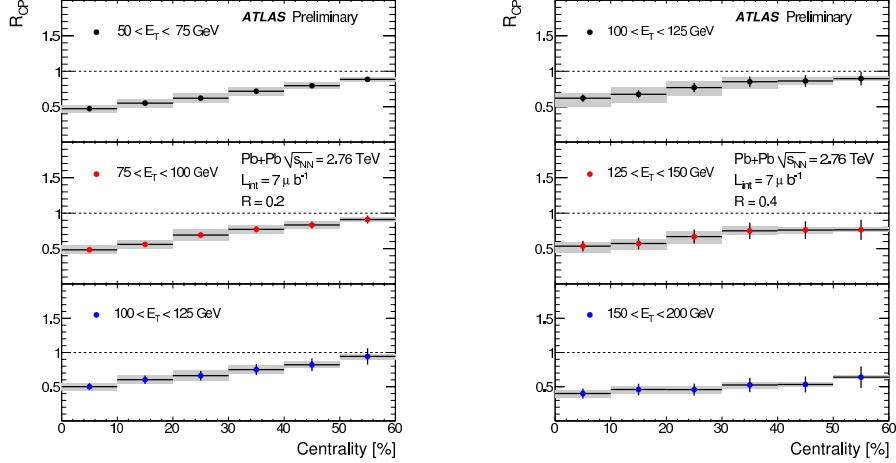 R_CP
50 < E_T < 75 GeV
ATLAS Preliminary
1.5
1
0.5
75 < E_T < 100 GeV
Pb+Pb √s_NN = 2.76 TeV
L_int = 7 μ b⁻¹
R = 0.2
1.5
1
0.5
100 < E_T < 125 GeV
1.5
1
0.5
0 10 20 30 40 50 60
Centrality [%]
R_CP
100 < E_T < 125 GeV
ATLAS Preliminary
1.5
1
0.5
125 < E_T < 150 GeV
Pb+Pb √s_NN = 2.76 TeV
L_int = 7 μ b⁻¹
R = 0.4
1.5
1
0.5
150 < E_T < 200 GeV
1.5
1
0.5
0 10 20 30 40 50 60
Centrality [%]